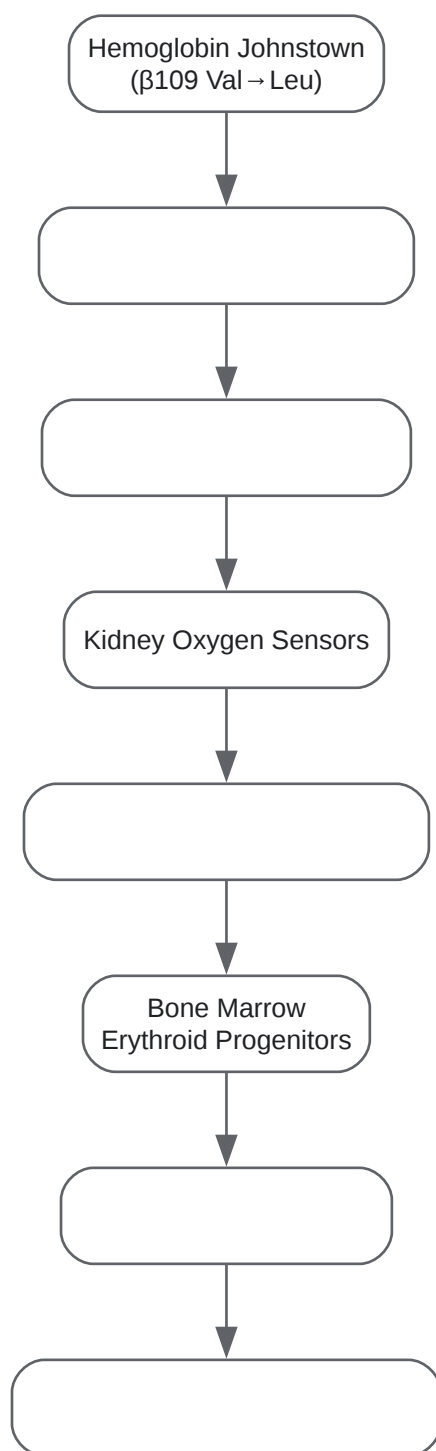 Hemoglobin Johnstown
(β109 Val→Leu)
Kidney Oxygen Sensors
Bone Marrow
Erythroid Progenitors